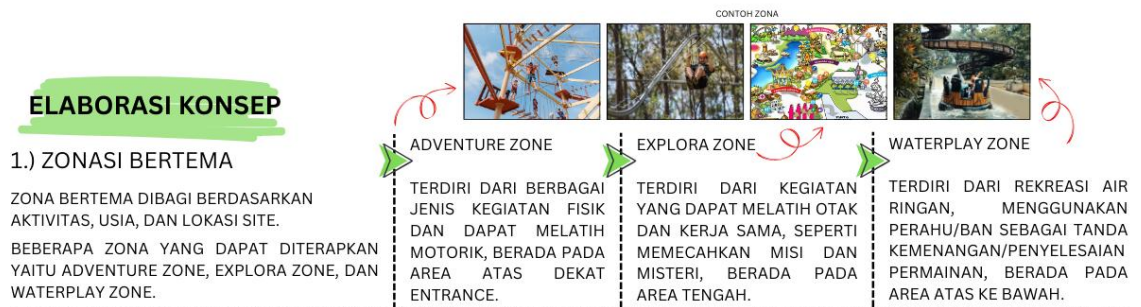 CONTOH ZONA
ELABORASI KONSEP
1.) ZONASI BERTEMA
ZONA BERTEMA DIBAGI BERDASARKAN
AKTIVITAS, USIA, DAN LOKASI SITE.
BEBERAPA ZONA YANG DAPAT DITERAPKAN
YAITU ADVENTURE ZONE, EXPLORA ZONE, DAN
WATERPLAY ZONE.
ADVENTURE ZONE
TERDIRI DARI BERBAGAI
JENIS KEGIATAN FISIK
DAN DAPAT MELATIH
MOTORIK, BERADA PADA
AREA ATAS DEKAT
ENTRANCE.
EXPLORA ZONE
TERDIRI DARI KEGIATAN
YANG DAPAT MELATIH OTAK
DAN KERJA SAMA, SEPERTI
MEMECAHKAN MISI DAN
MISTERI, BERADA PADA
AREA TENGAH.
WATERPLAY ZONE
TERDIRI DARI REKREASI AIR
RINGAN, MENGGUNAKAN
PERAHU/BAN SEBAGAI TANDA
KEMENANGAN/PENYELESAIAN
PERMAINAN, BERADA PADA
AREA ATAS KE BAWAH.